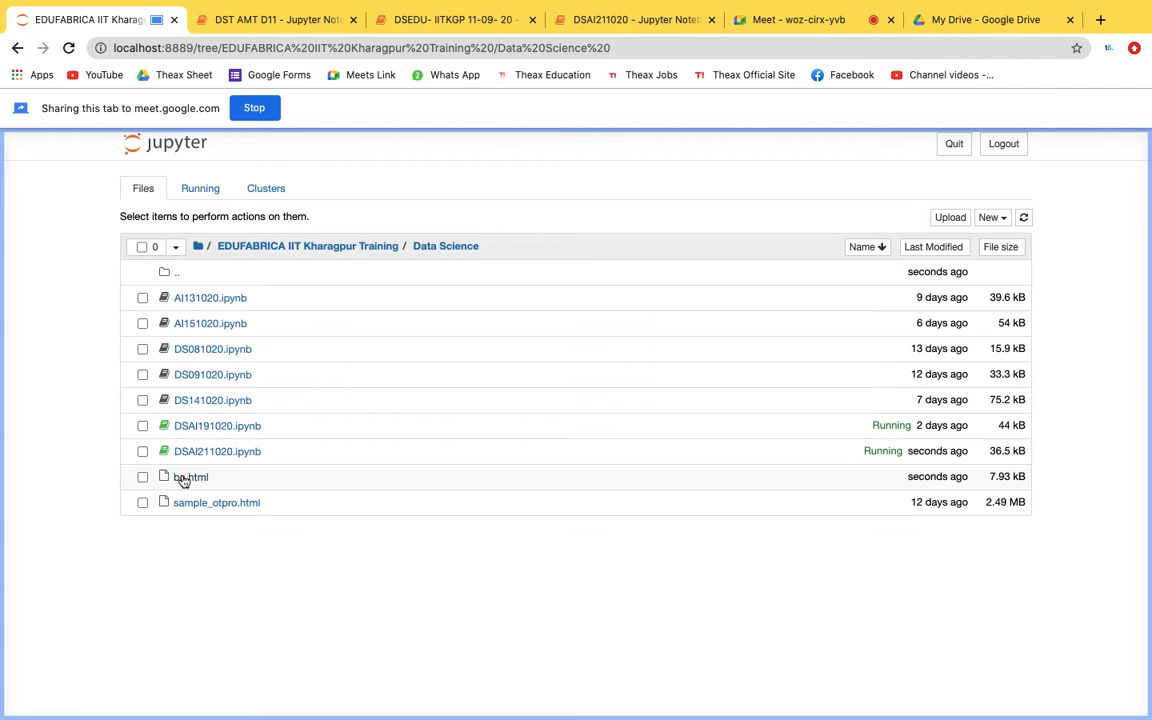 EDUFABRICA IIT Kharag
DST AMT D11 - Jupyter Note
DSEDU- IITKGP 11-09- 20 -
DSAI211020 - Jupyter Noteb
Meet - woz-cirx-yvb
My Drive - Google Drive
localhost:8889/tree/EDUFABRICA%20IIT%20Kharagpur%20Training%20/Data%20Science%20
Apps YouTube Theax Sheet Google Forms Meets Link Whats App Theax Education Theax Jobs Theax Official Site Facebook Channel videos -...
Sharing this tab to meet.google.com Stop
jupyter Quit Logout
Files Running Clusters
Select items to perform actions on them. Upload New
0 / EDUFABRICA IIT Kharagpur Training / Data Science Name Last Modified File size
.. seconds ago
AI131020.ipynb 9 days ago 39.6 kB
AI151020.ipynb 6 days ago 54 kB
DS081020.ipynb 13 days ago 15.9 kB
DS091020.ipynb 12 days ago 33.3 kB
DS141020.ipynb 7 days ago 75.2 kB
DSAI191020.ipynb Running 2 days ago 44 kB
DSAI211020.ipynb Running seconds ago 36.5 kB
seconds ago 7.93 kB
sample_otpro.html 12 days ago 2.49 MB